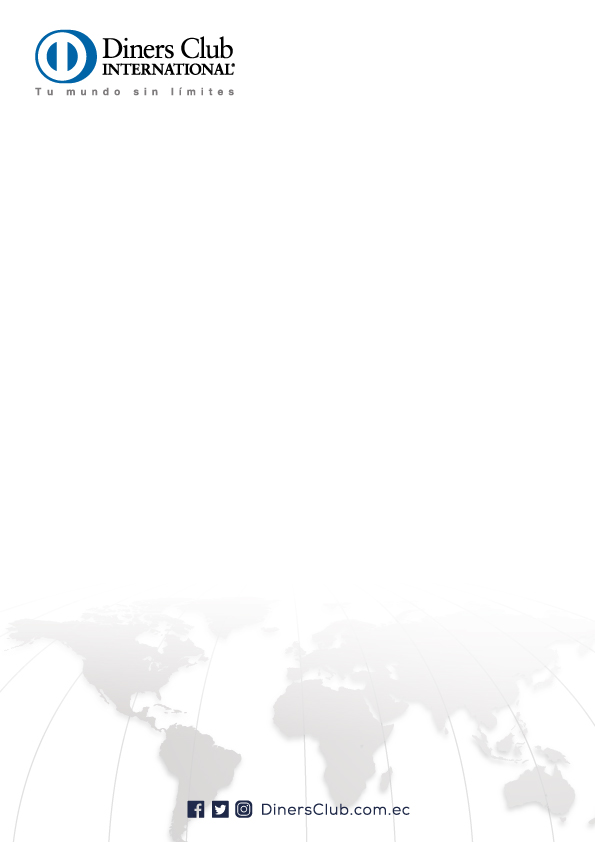 Diners Club
INTERNATIONAL®
Tu mundo sin límites
DinersClub.com.ec